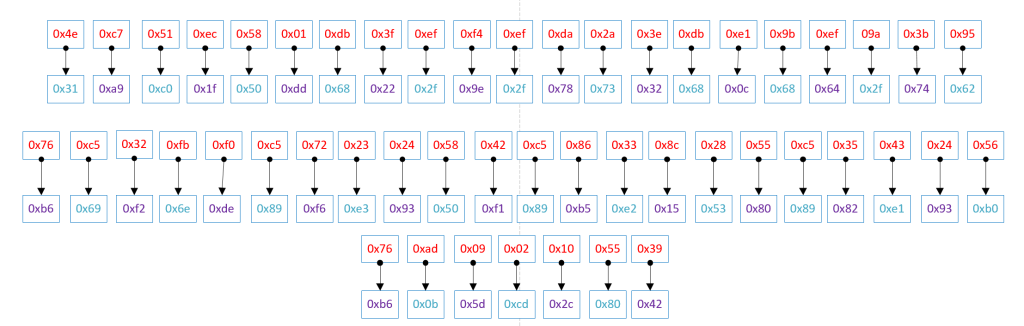 0x4e 0xc7 0x51 0xec 0x58 0x01 0xdb 0x3f 0xef 0xf4 0xef 0xda 0x2a 0x3e 0xdb 0xe1 0x9b 0xef 09a 0x3b 0x95
0x31 0xa9 0xc0 0x1f 0x50 0xdd 0x68 0x22 0x2f 0x9e 0x2f 0x78 0x73 0x32 0x68 0x0c 0x68 0x64 0x2f 0x74 0x62
0x76 0xc5 0x32 0xfb 0xf0 0xc5 0x72 0x23 0x24 0x58 0x42 0xc5 0x86 0x33 0x8c 0x28 0x55 0xc5 0x35 0x43 0x24 0x56
0xb6 0x69 0xf2 0x6e 0xde 0x89 0xf6 0xe3 0x93 0x50 0xf1 0x89 0xb5 0xe2 0x15 0x53 0x80 0x89 0x82 0xe1 0x93 0xb0
0x76 0xad 0x09 0x02 0x10 0x55 0x39
0xb6 0x0b 0x5d 0xcd 0x2c 0x80 0x42